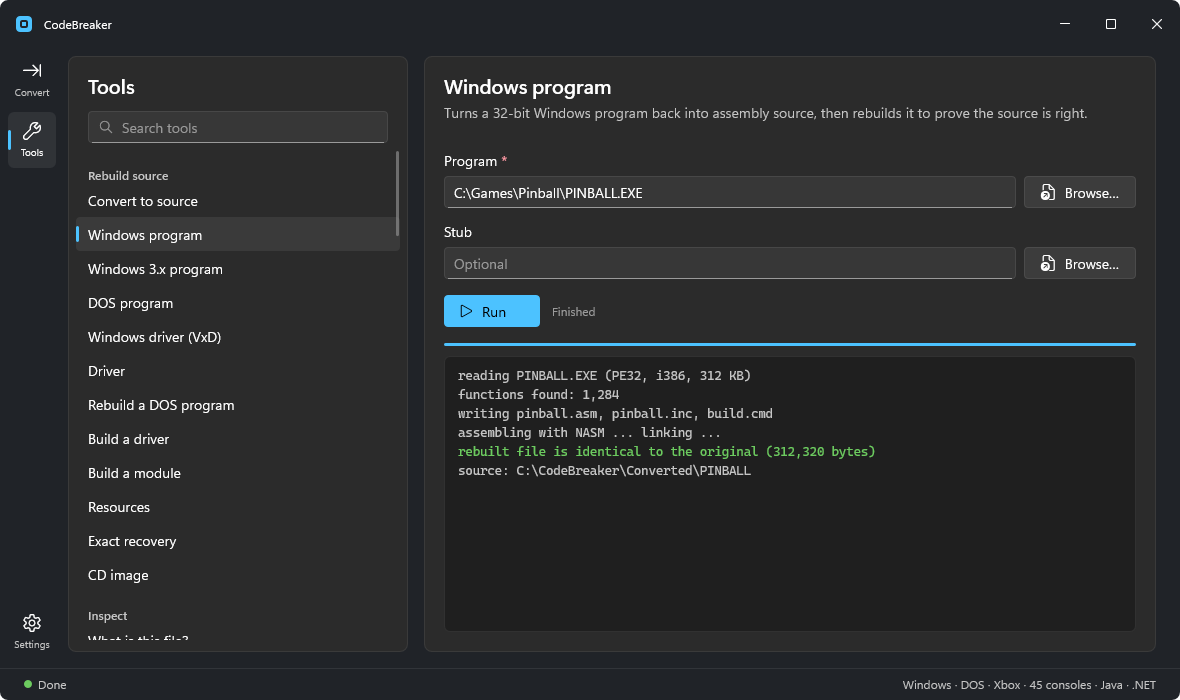 CodeBreaker
Convert
Tools
Settings
Tools
Search tools
Rebuild source
Convert to source
Windows program
Windows 3.x program
DOS program
Windows driver (VxD)
Driver
Rebuild a DOS program
Build a driver
Build a module
Resources
Exact recovery
CD image
Inspect
What is this file?
Windows program
Turns a 32-bit Windows program back into assembly source, then rebuilds it to prove the source is right.
Program *
C:\Games\Pinball\PINBALL.EXE
Browse...
Stub
Optional
Browse...
Run
Finished
reading PINBALL.EXE (PE32, i386, 312 KB)
functions found: 1,284
writing pinball.asm, pinball.inc, build.cmd
assembling with NASM ... linking ...
rebuilt file is identical to the original (312,320 bytes)
source: C:\CodeBreaker\Converted\PINBALL
Done
Windows · DOS · Xbox · 45 consoles · Java · .NET